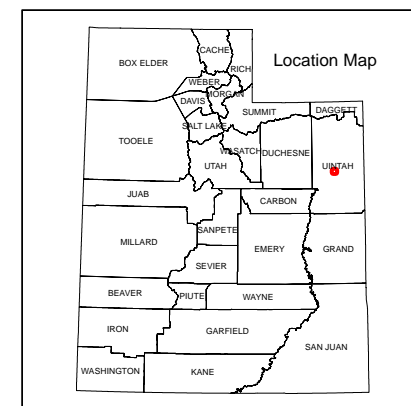 Location Map
CACHE
BOX ELDER
RICH
WEBER
MORGAN
DAVIS
SUMMIT
DAGGETT
SALT LAKE
TOOELE
WASATCH
DUCHESNE
UTAH
UINTAH
JUAB
CARBON
SANPETE
MILLARD
EMERY
GRAND
SEVIER
BEAVER
PIUTE
WAYNE
IRON
GARFIELD
SAN JUAN
WASHINGTON
KANE